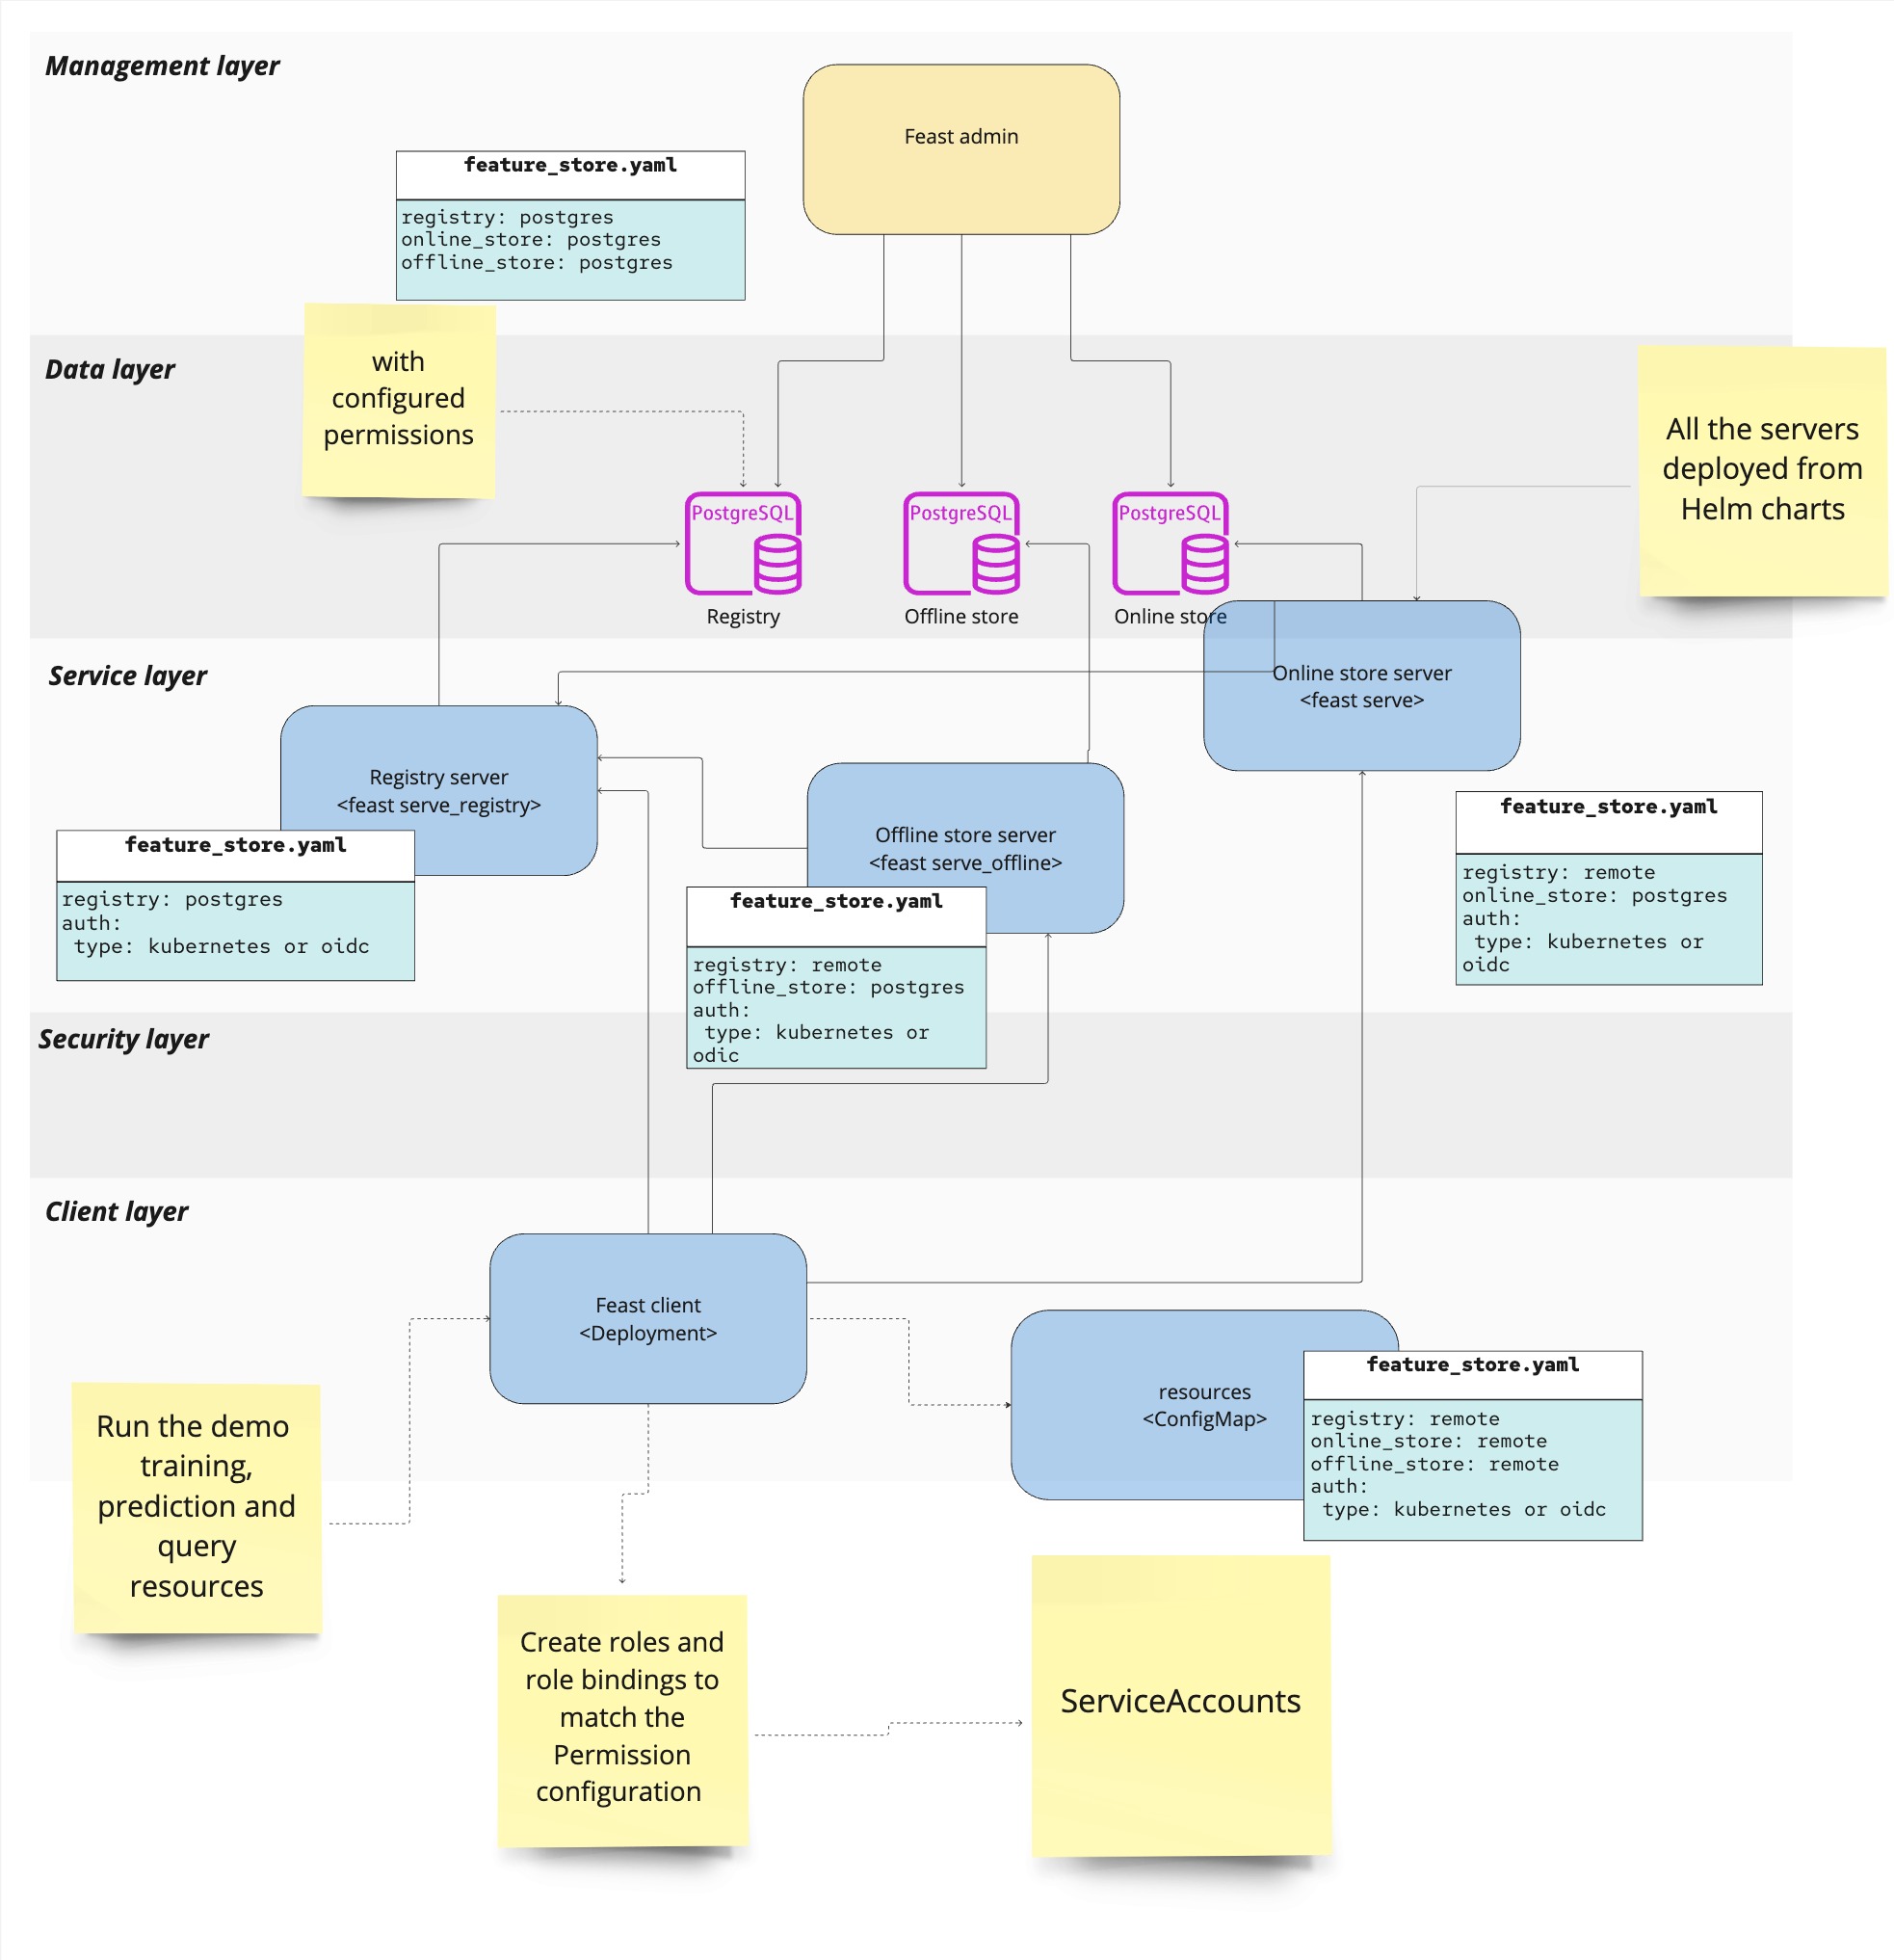 Management layer
Feast admin
feature_store.yaml
registry: postgres
online_store: postgres
offline_store: postgres
Data layer
with
configured
permissions
All the servers
deployed from
Helm charts
PostgreSQL
Registry
PostgreSQL
Offline store
PostgreSQL
Online store
Service layer
Online store server
<feast serve>
Registry server
<feast serve_registry>
feature_store.yaml
registry: postgres
auth:
type: kubernetes or oidc
Offline store server
<feast serve_offline>
feature_store.yaml
registry: remote
offline_store: postgres
auth:
type: kubernetes or
odic
feature_store.yaml
registry: remote
online_store: postgres
auth:
type: kubernetes or
oidc
Security layer
Client layer
Feast client
<Deployment>
resources
<ConfigMap>
feature_store.yaml
registry: remote
online_store: remote
offline_store: remote
auth:
type: kubernetes or oidc
Run the demo
training,
prediction and
query
resources
Create roles and
role bindings to
match the
Permission
configuration
ServiceAccounts